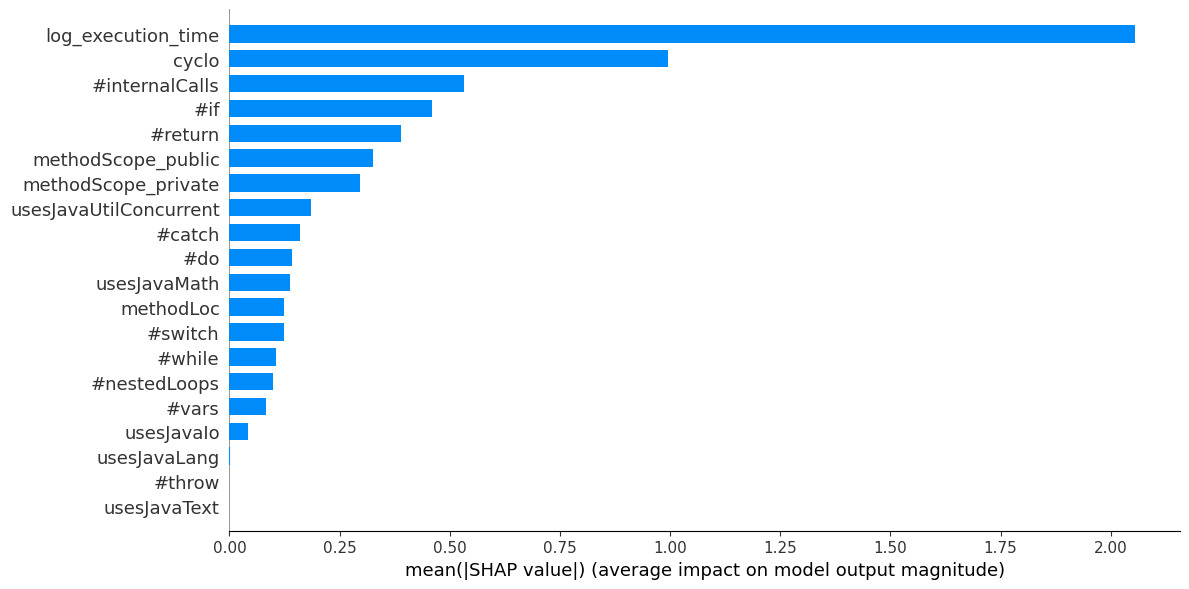 log_execution_time
cyclo
#internalCalls
#if
#return
methodScope_public
methodScope_private
usesJavaUtilConcurrent
#catch
#do
usesJavaMath
methodLoc
#switch
#while
#nestedLoops
#vars
usesJavaIo
usesJavaLang
#throw
usesJavaText
0.00 0.25 0.50 0.75 1.00 1.25 1.50 1.75 2.00
mean(|SHAP value|) (average impact on model output magnitude)